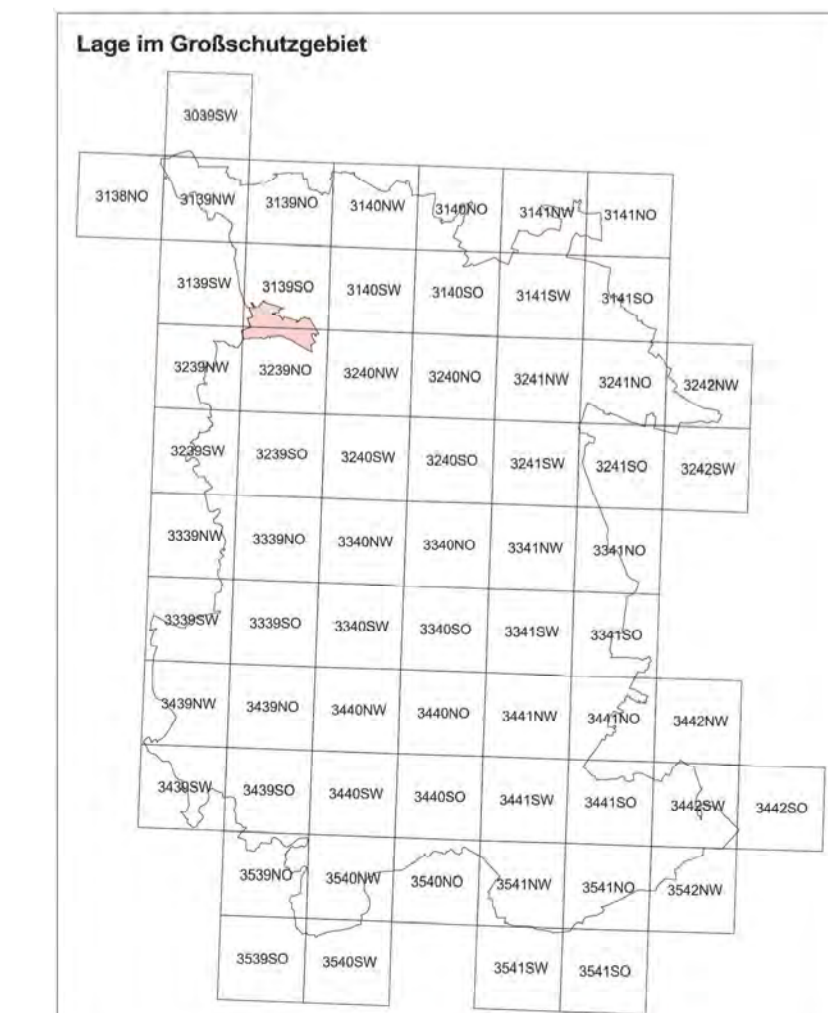 Lage im Großschutzgebiet
3039SW
3138NO 3139NW 3139NO 3140NW 3140NO 3141NW 3141NO
3139SW 3139SO 3140SW 3140SO 3141SW 3141SO
3239NW 3239NO 3240NW 3240NO 3241NW 3241NO 3242NW
3239SW 3239SO 3240SW 3240SO 3241SW 3241SO 3242SW
3339NW 3339NO 3340NW 3340NO 3341NW 3341NO
3339SW 3339SO 3340SW 3340SO 3341SW 3341SO
3439NW 3439NO 3440NW 3440NO 3441NW 3441NO 3442NW
3439SW 3439SO 3440SW 3440SO 3441SW 3441SO 3442SW 3442SO
3539NO 3540NW 3540NO 3541NW 3541NO 3542NW
3539SO 3540SW 3541SW 3541SO